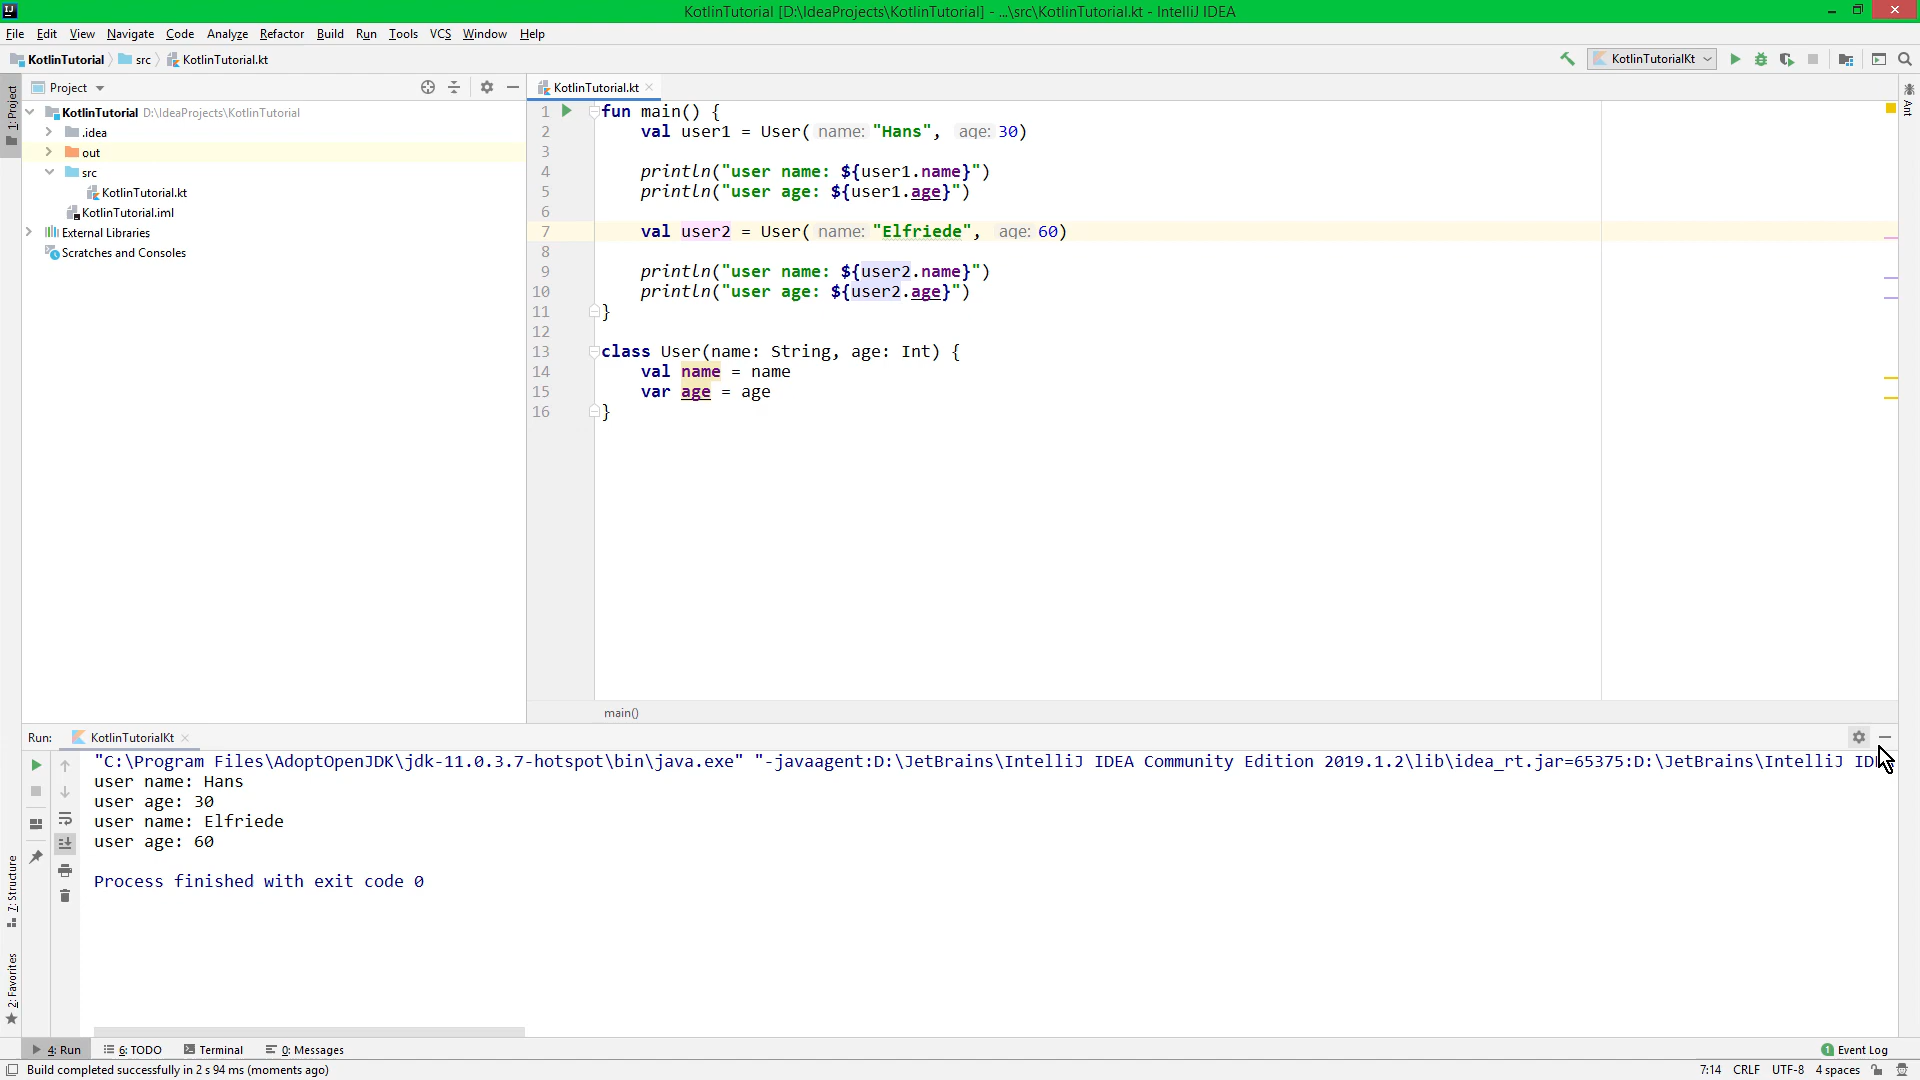 KotlinTutorial [D:\IdeaProjects\KotlinTutorial] - ...\src\KotlinTutorial.kt - IntelliJ IDEA
File Edit View Navigate Code Analyze Refactor Build Run Tools VCS Window Help
KotlinTutorial src KotlinTutorial.kt KotlinTutorialKt
1: Project
Project
KotlinTutorial D:\IdeaProjects\KotlinTutorial
.idea
out
src
KotlinTutorial.kt
KotlinTutorial.iml
External Libraries
Scratches and Consoles
KotlinTutorial.kt
Ant
1 fun main() {
2 val user1 = User( name: "Hans", age: 30)
3
4 println("user name: ${user1.name}")
5 println("user age: ${user1.age}")
6
7 val user2 = User( name: "Elfriede", age: 60)
8
9 println("user name: ${user2.name}")
10 println("user age: ${user2.age}")
11 }
12
13 class User(name: String, age: Int) {
14 val name = name
15 var age = age
16 }
main()
Run: KotlinTutorialKt
"C:\Program Files\AdoptOpenJDK\jdk-11.0.3.7-hotspot\bin\java.exe" "-javaagent:D:\JetBrains\IntelliJ IDEA Community Edition 2019.1.2\lib\idea_rt.jar=65375:D:\JetBrains\IntelliJ
user name: Hans
user age: 30
user name: Elfriede
user age: 60
Process finished with exit code 0
7: Structure
2: Favorites
4: Run 6: TODO Terminal 0: Messages 1 Event Log
Build completed successfully in 2 s 94 ms (moments ago) 7:14 CRLF UTF-8 4 spaces